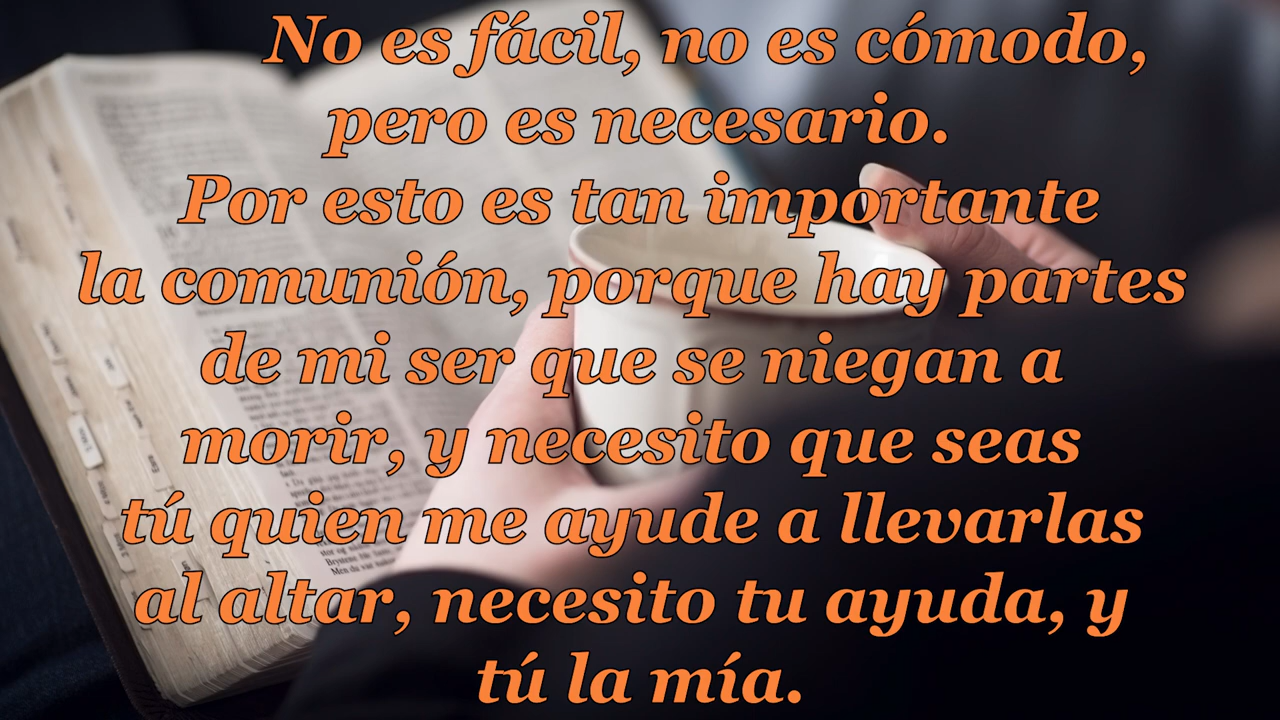 No es fácil, no es cómodo,
pero es necesario.
Por esto es tan importante
la comunión, porque hay partes
de mi ser que se niegan a
morir, y necesito que seas
tú quien me ayude a llevarlas
al altar, necesito tu ayuda, y
tú la mía.